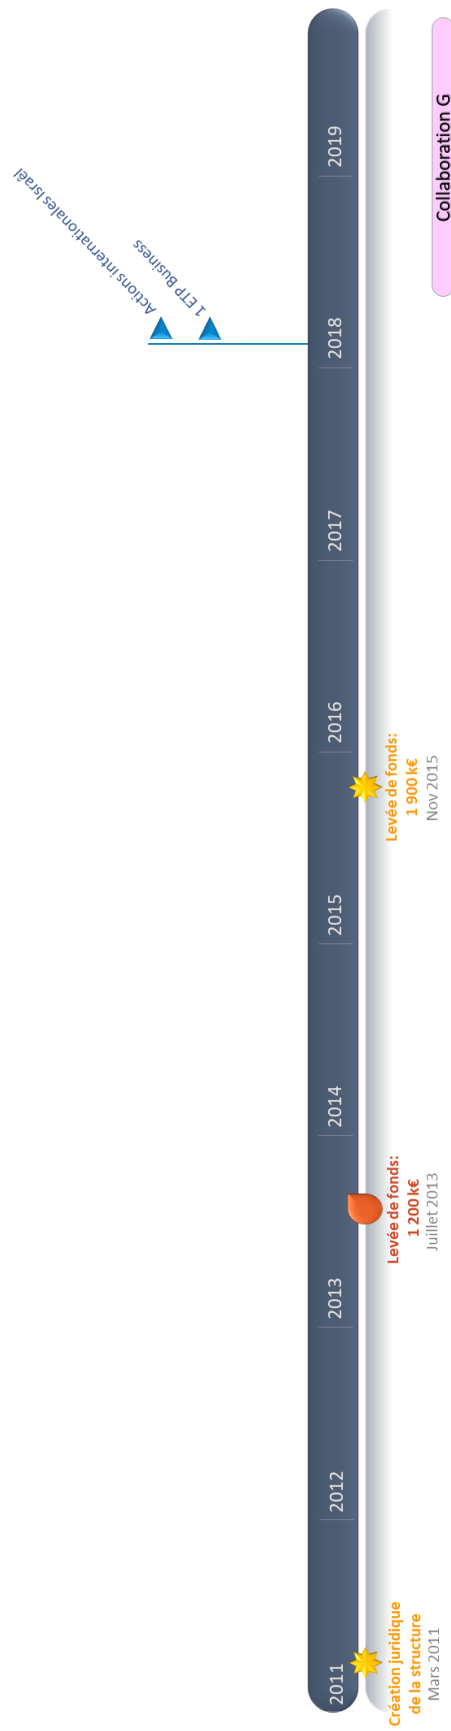 Actions internationales Israël
1 ETP Business
2011
2012
2013
2014
2015
2016
2017
2018
2019
Création juridique
de la structure
Mars 2011
Levée de fonds:
1 200 k€
Juillet 2013
Levée de fonds:
1 900 k€
Nov 2015
Collaboration G